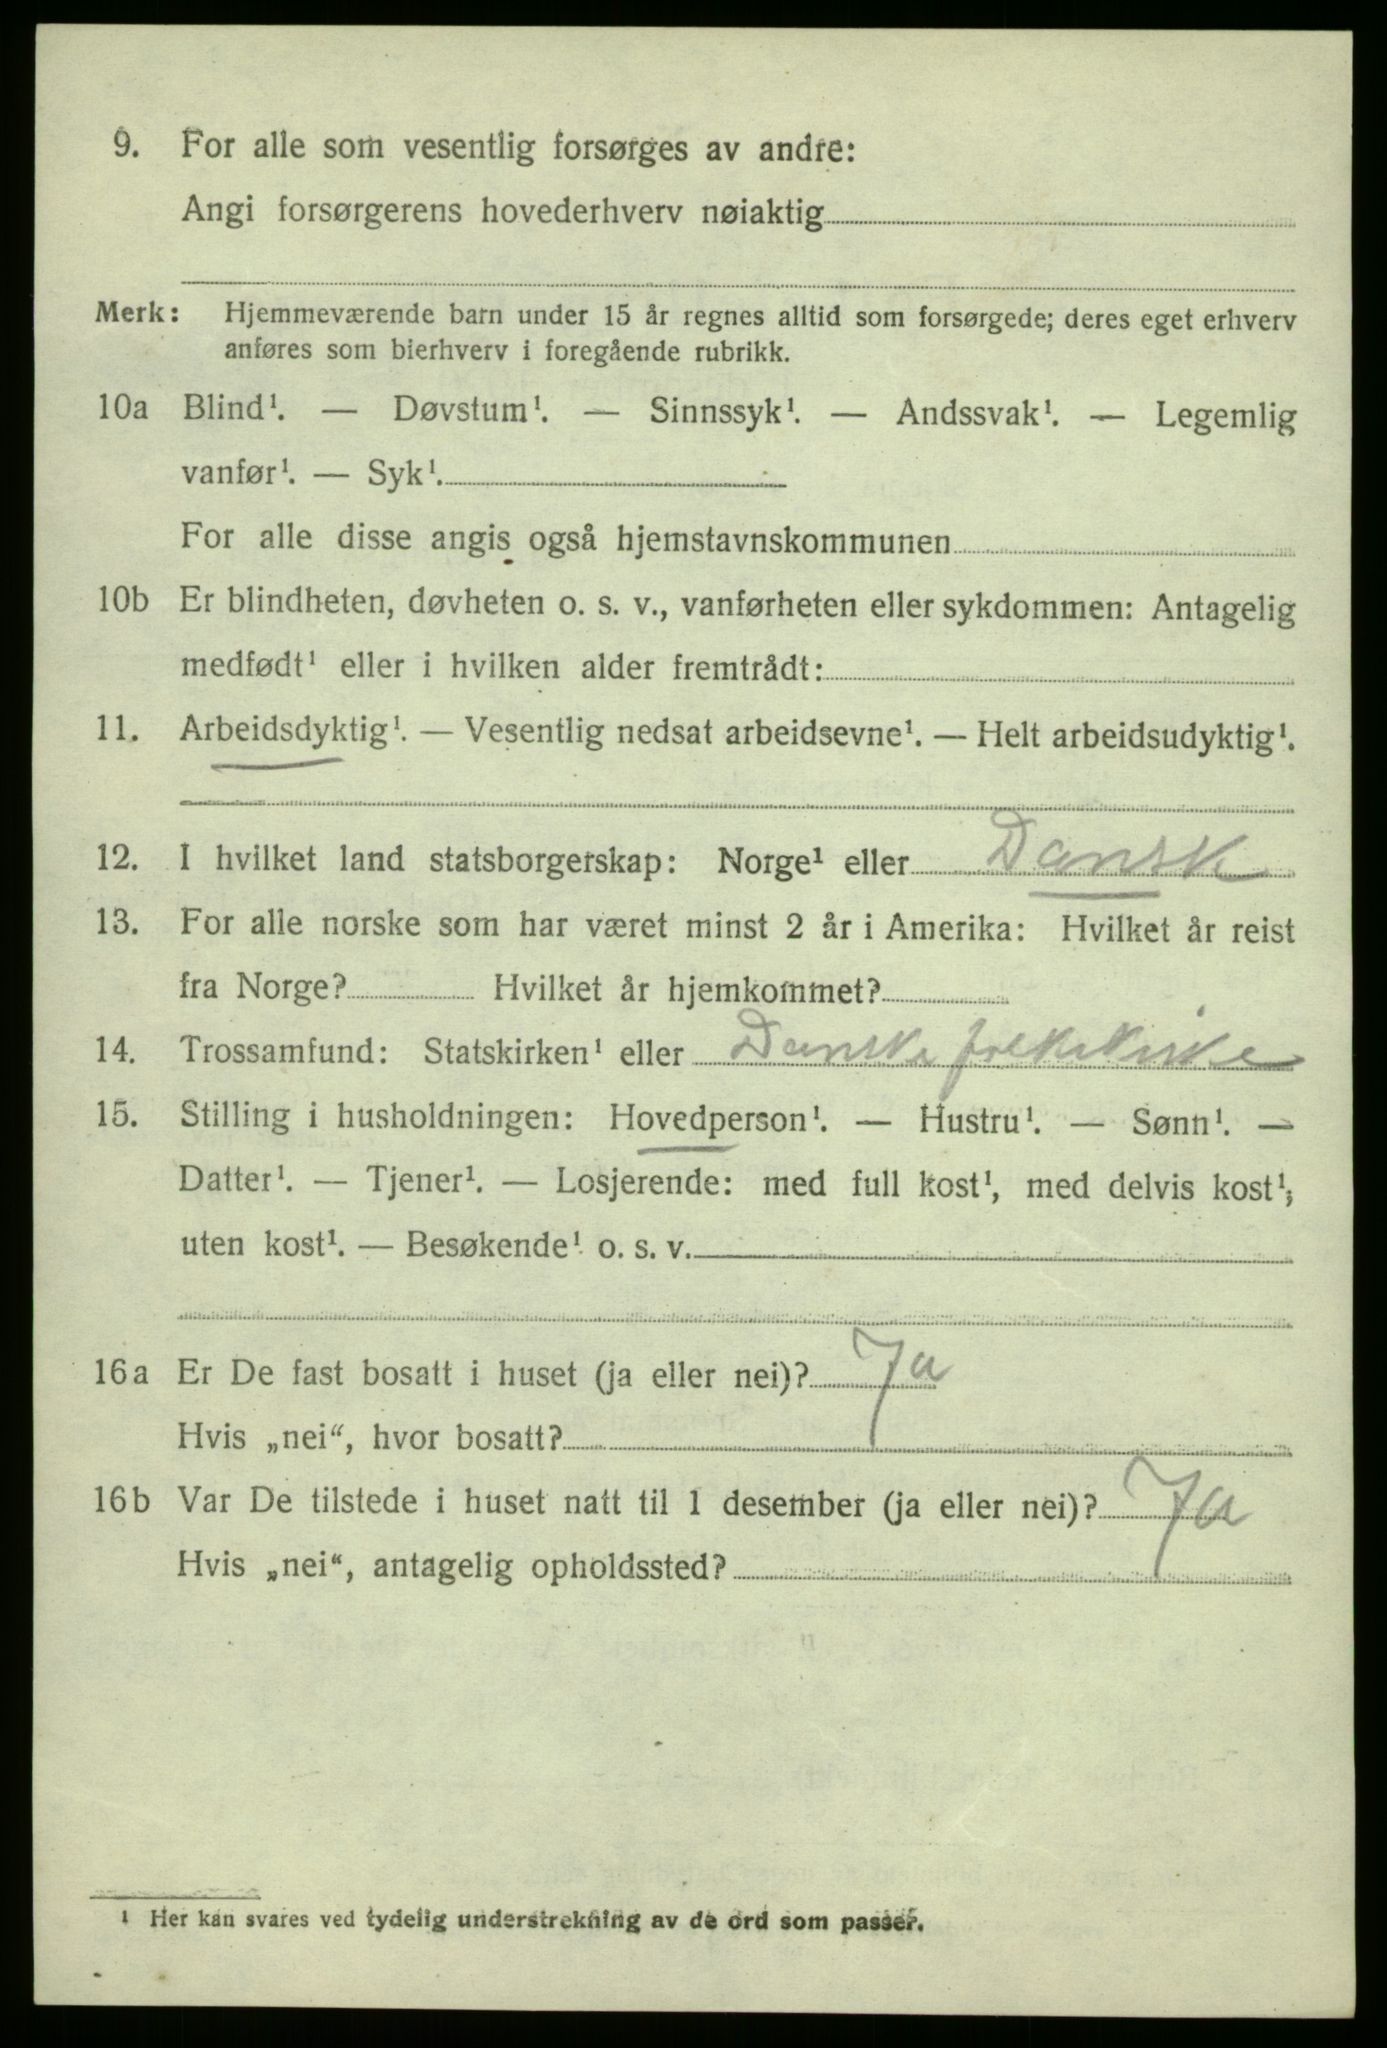 9. For alle som vesentlig forsørges av andre:
Angi forsørgerens hovederhverv nøiaktig
Merk: Hjemmeværende barn under 15 år regnes alltid som forsørgede; deres eget erhverv
anføres som bierhverv i foregående rubrikk.
10a Blind¹. — Døvstum¹. — Sinnssyk¹. — Andssvak¹. — Legemlig
vanfør¹. — Syk¹.
For alle disse angis også hjemstavnskommunen
10b Er blindheten, døvheten o. s. v., vanførheten eller sykdommen: Antagelig
medfødt¹ eller i hvilken alder fremtrådt:
11. Arbeidsdyktig¹. — Vesentlig nedsat arbeidsevne¹. — Helt arbeidsudyktig¹.
12. I hvilket land statsborgerskap: Norge¹ eller Dansk
13. For alle norske som har været minst 2 år i Amerika: Hvilket år reist
fra Norge? Hvilket år hjemkommet?
14. Trossamfund: Statskirken¹ eller Danske folkekirke
15. Stilling i husholdningen: Hovedperson¹. — Hustru¹. — Sønn¹. —
Datter¹. — Tjener¹. — Losjerende: med full kost¹, med delvis kost¹,
uten kost¹. — Besøkende¹ o. s. v.
16a Er De fast bosatt i huset (ja eller nei)? Ja
Hvis „nei“, hvor bosatt?
16b Var De tilstede i huset natt til 1 desember (ja eller nei)? Ja
Hvis „nei“, antagelig opholdssted?
¹ Her kan svares ved tydelig understrekning av de ord som passer.